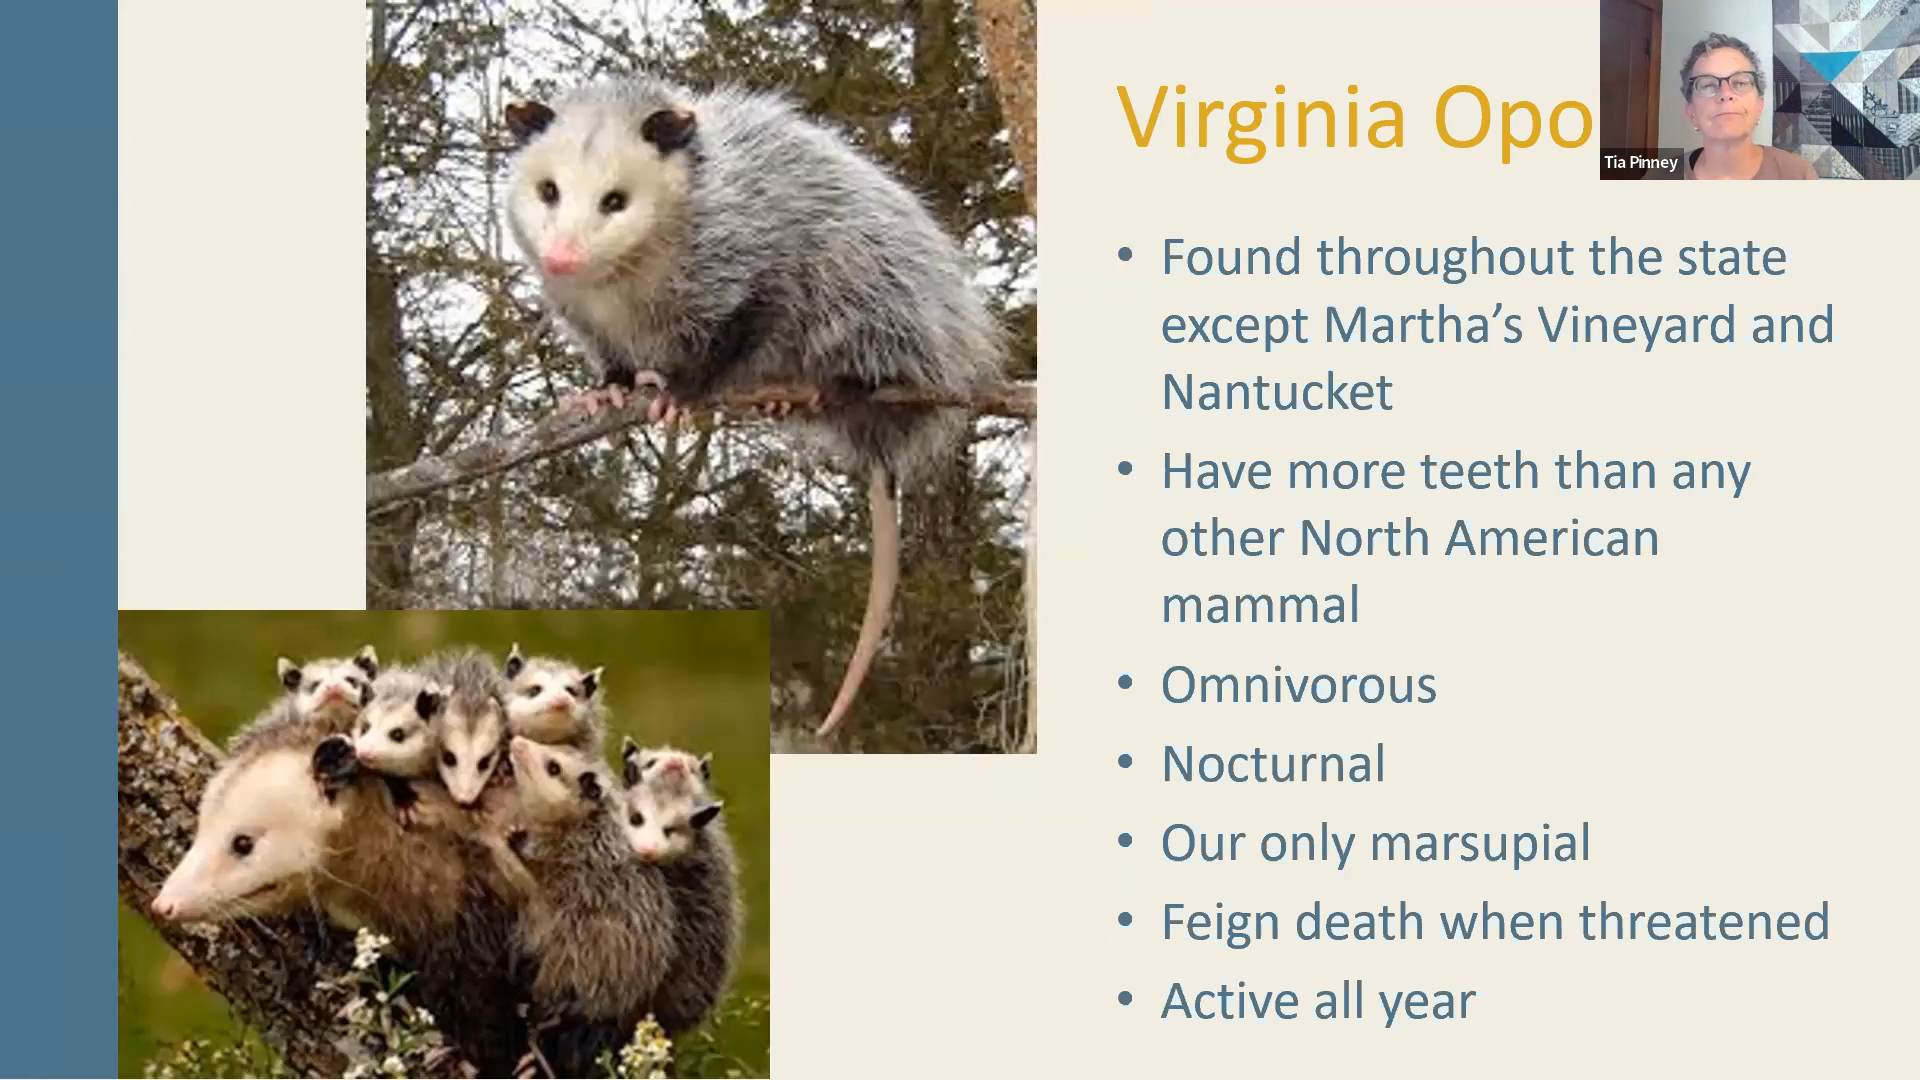 Virginia Opo
Tia Pinney
• Found throughout the state
except Martha’s Vineyard and
Nantucket
• Have more teeth than any
other North American
mammal
• Omnivorous
• Nocturnal
• Our only marsupial
• Feign death when threatened
• Active all year